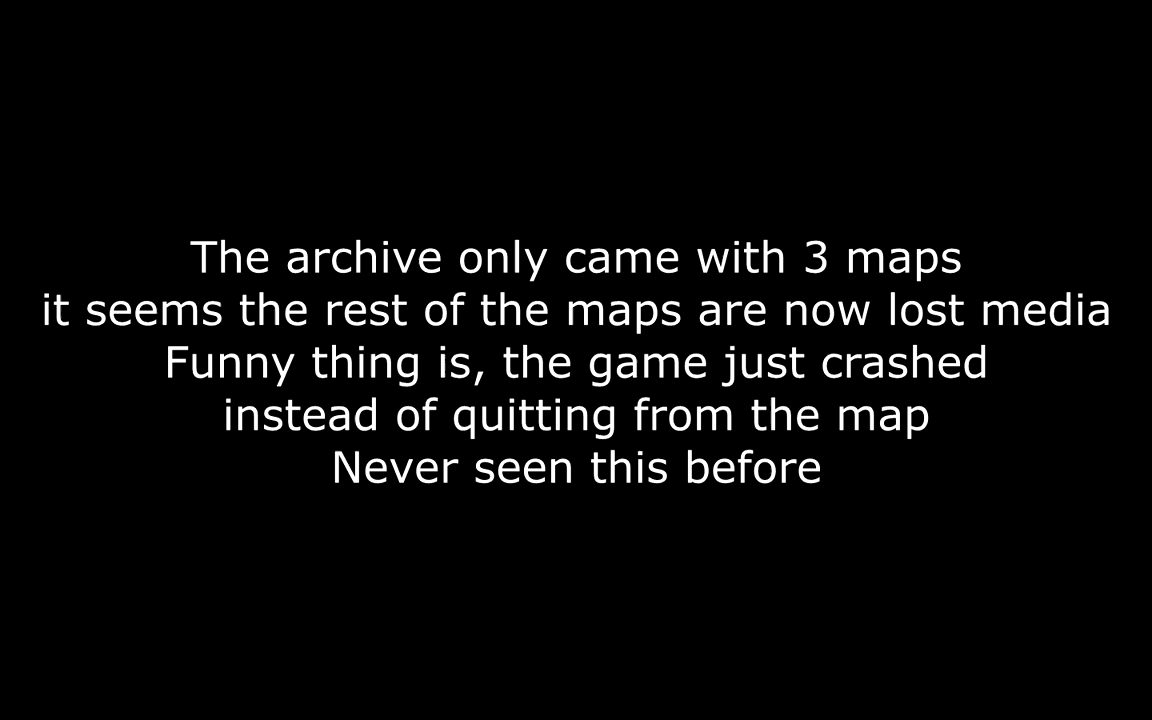 The archive only came with 3 maps
it seems the rest of the maps are now lost media
Funny thing is, the game just crashed
instead of quitting from the map
Never seen this before